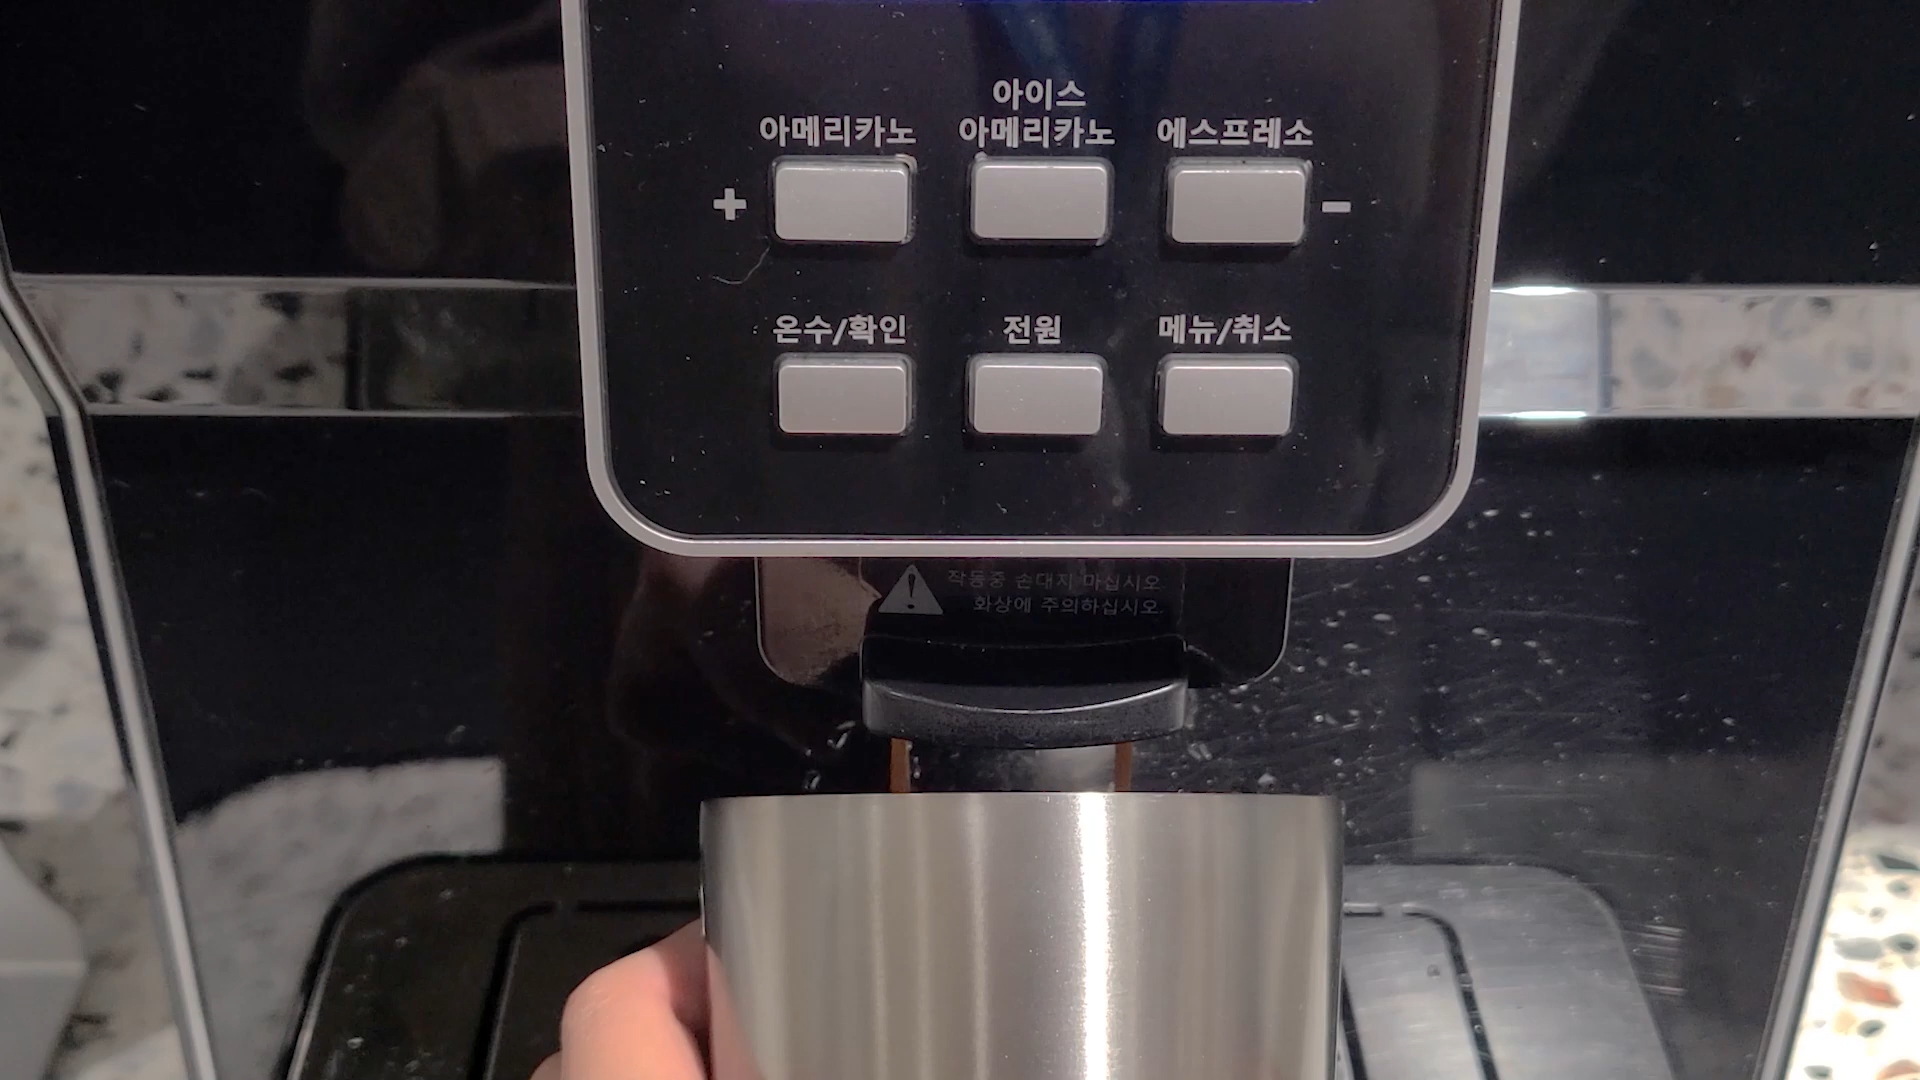 아이스
아메리카노 아메리카노 에스프레소
+ -
온수/확인 전원 메뉴/취소
작동중 손대지 마십시오
화상에 주의하십시오.